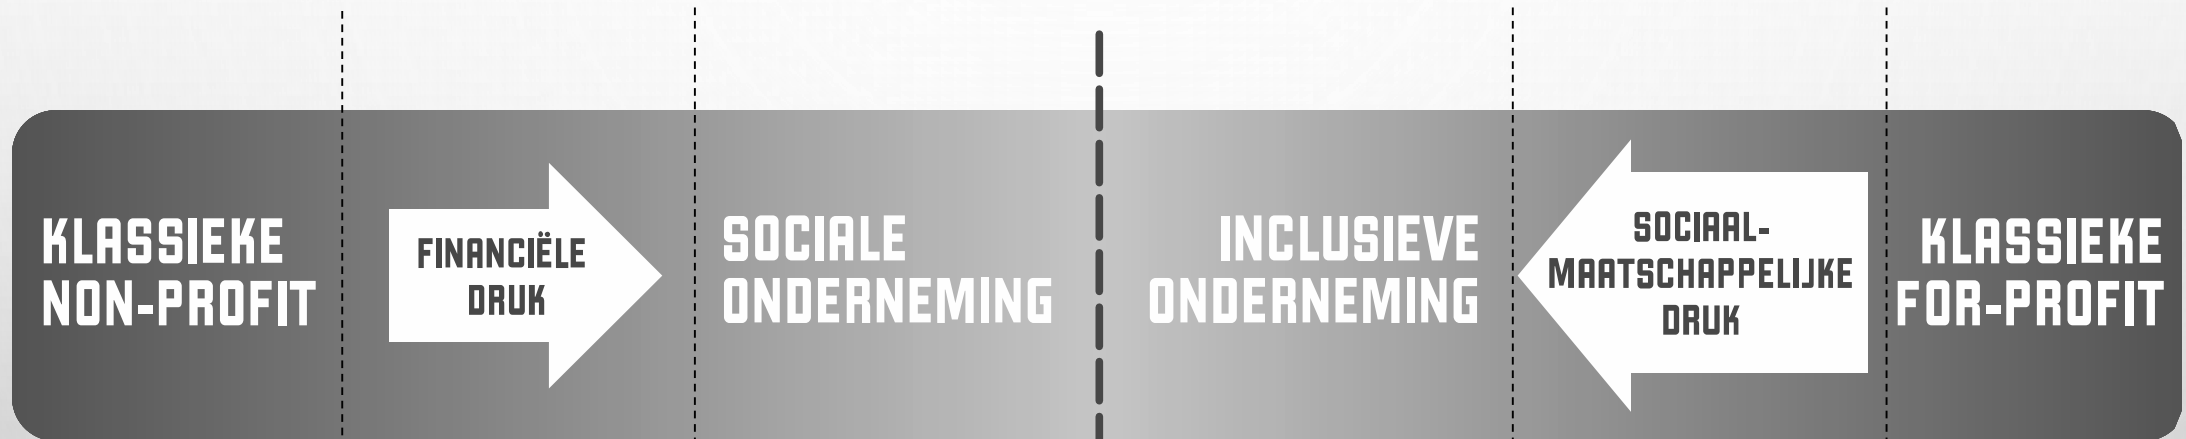 KLASSIEKE
NON-PROFIT
FINANCIËLE
DRUK
SOCIALE
ONDERNEMING
INCLUSIEVE
ONDERNEMING
SOCIAAL-
MAATSCHAPPELIJKE
DRUK
KLASSIEKE
FOR-PROFIT